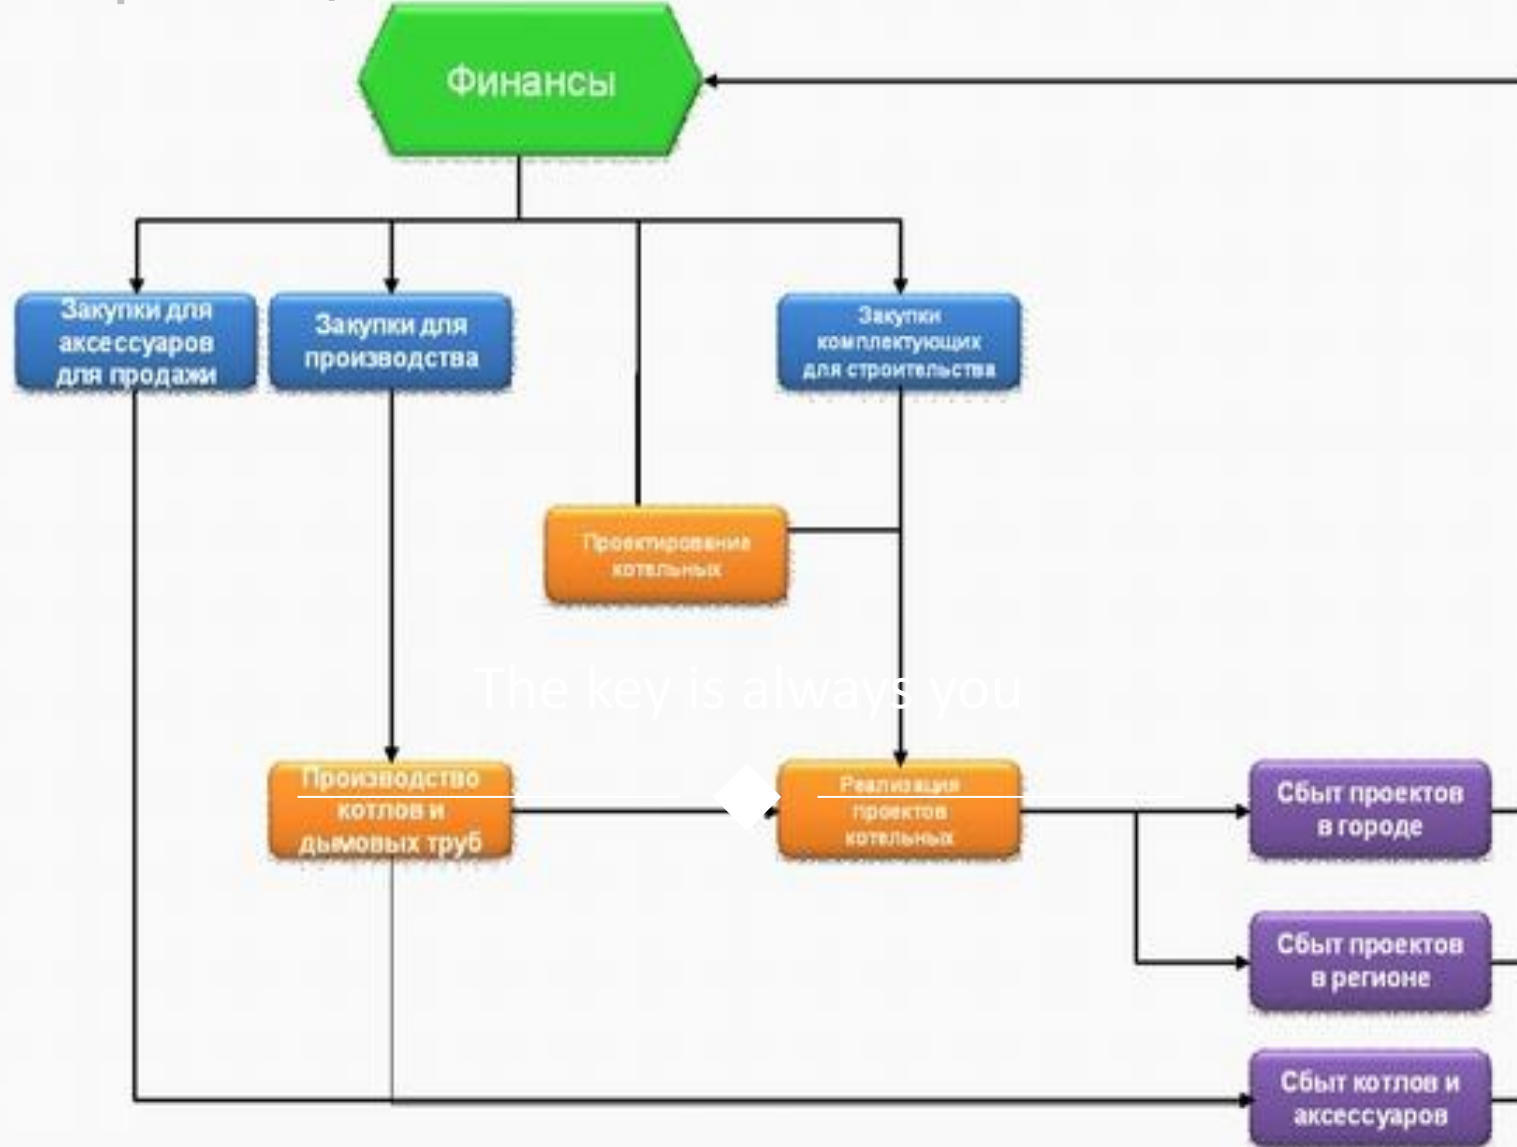 Финансы
Закупки для
аксессуаров
для продажи
Закупки для
производства
Закупки
комплектующих
для строительства
Проектирование
котельных
The key is always you
Производство
котлов и
дымовых труб
Реализация
проектов
котельных
Сбыт проектов
в городе
Сбыт проектов
в регионе
Сбыт котлов и
аксессуаров